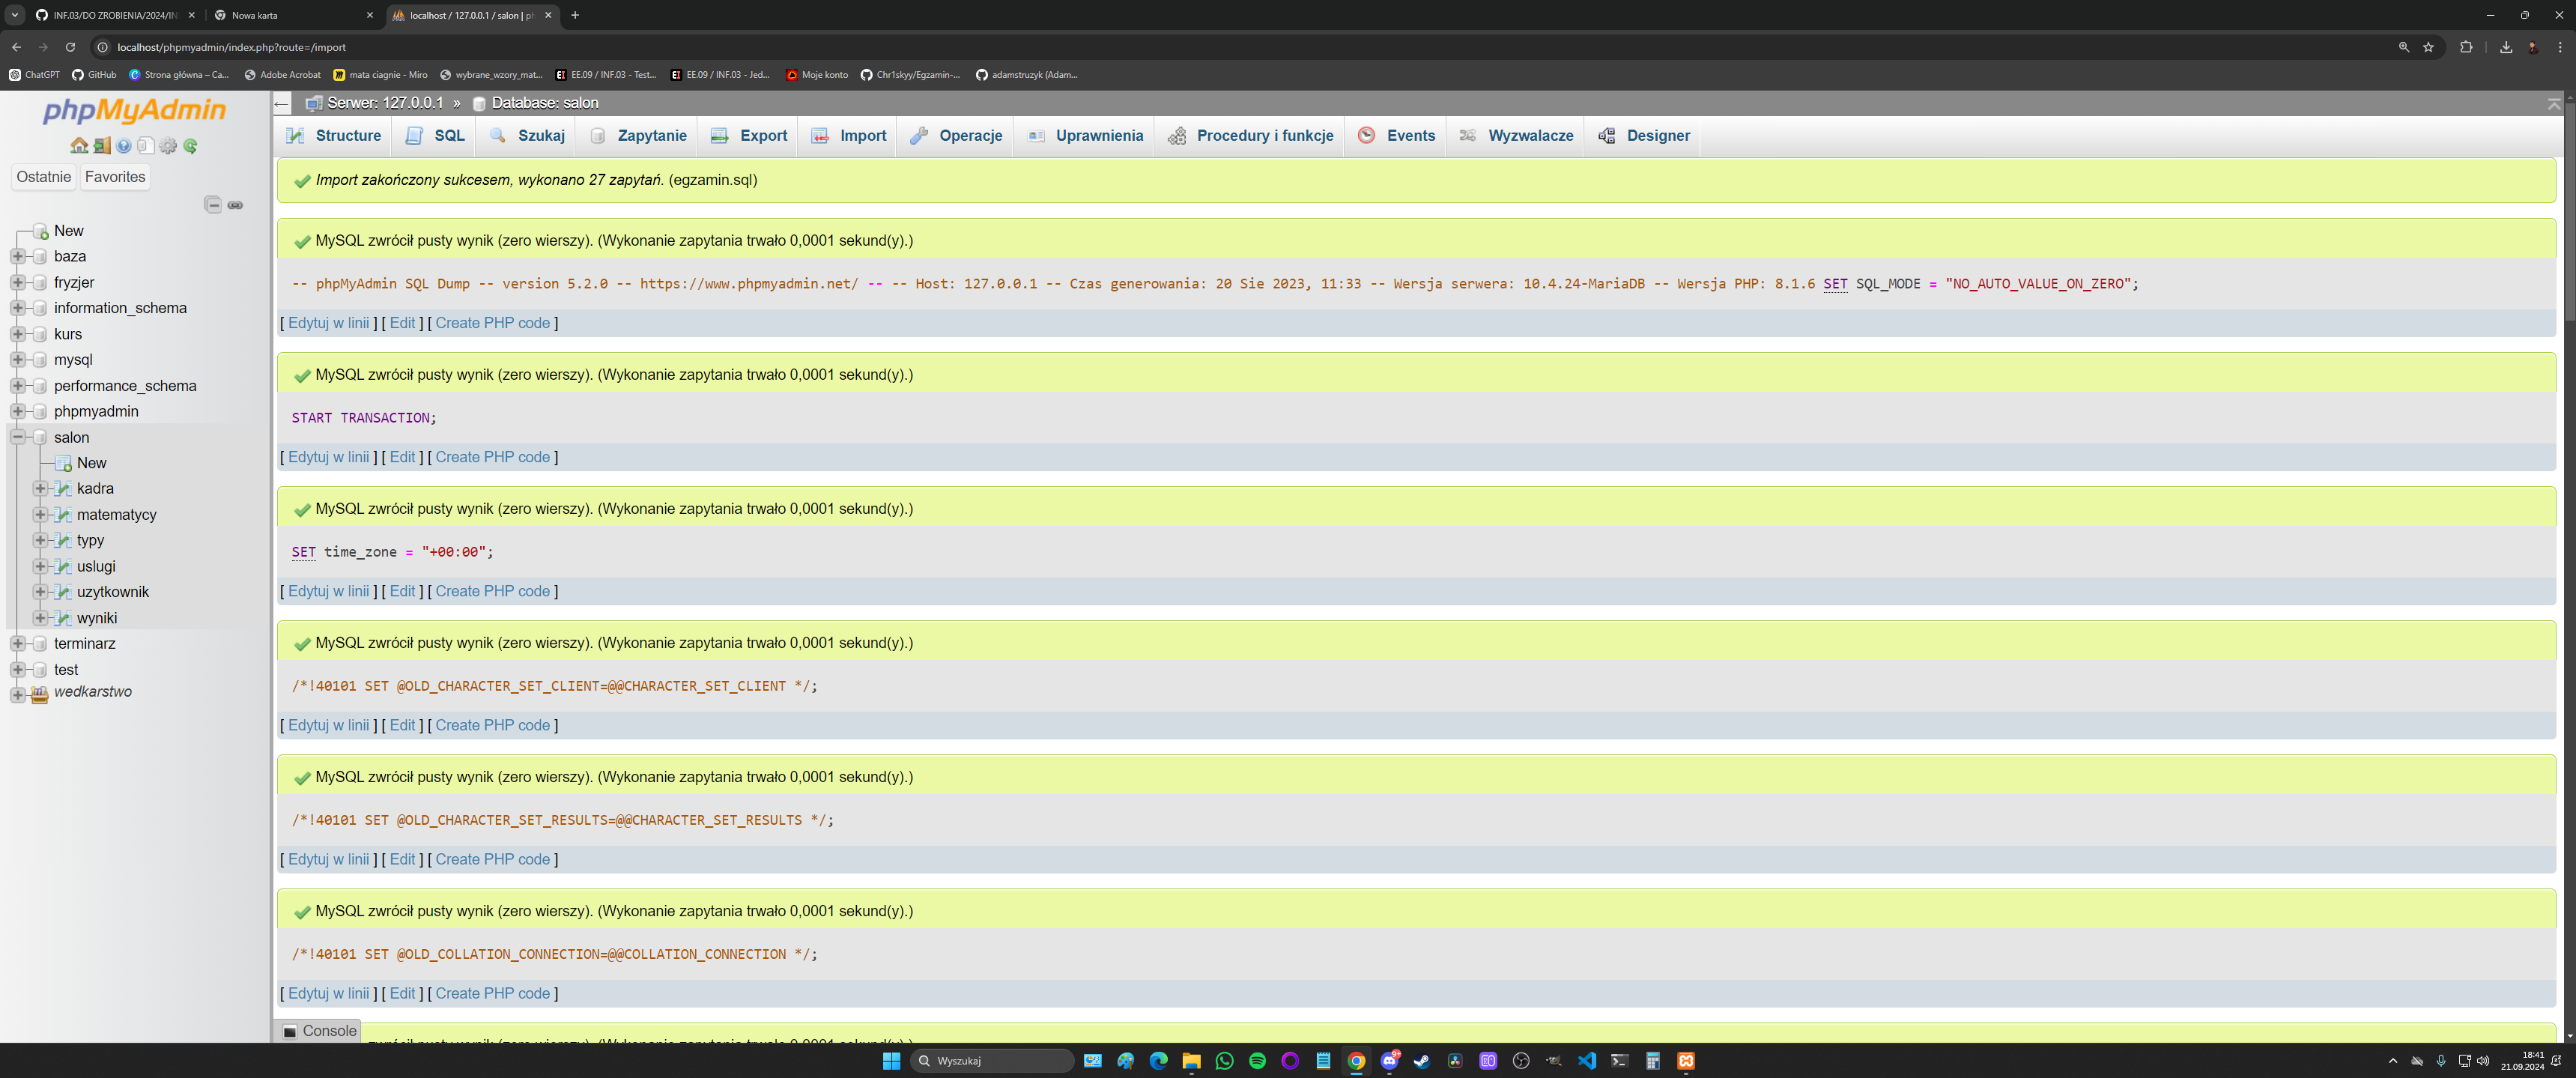 INF.03/DO ZROBIENIA/2024/IN
Nowa karta
localhost / 127.0.0.1 / salon | ph
localhost/phpmyadmin/index.php?route=/import
ChatGPT
GitHub
Strona główna – Ca...
Adobe Acrobat
mata ciagnie - Miro
wybrane_wzory_mat...
EE.09 / INF.03 - Test...
EE.09 / INF.03 - Jed...
Moje konto
Chr1skyy/Egzamin-...
adamstruzyk (Adam...
phpMyAdmin
Ostatnie
Favorites
New
baza
fryzjer
information_schema
kurs
mysql
performance_schema
phpmyadmin
salon
New
kadra
matematycy
typy
uslugi
uzytkownik
wyniki
terminarz
test
wedkarstwo
Serwer: 127.0.0.1 » Database: salon
Structure
SQL
Szukaj
Zapytanie
Export
Import
Operacje
Uprawnienia
Procedury i funkcje
Events
Wyzwalacze
Designer
Import zakończony sukcesem, wykonano 27 zapytań. (egzamin.sql)
MySQL zwrócił pusty wynik (zero wierszy). (Wykonanie zapytania trwało 0,0001 sekund(y).)
-- phpMyAdmin SQL Dump -- version 5.2.0 -- https://www.phpmyadmin.net/ -- -- Host: 127.0.0.1 -- Czas generowania: 20 Sie 2023, 11:33 -- Wersja serwera: 10.4.24-MariaDB -- Wersja PHP: 8.1.6 SET SQL_MODE = "NO_AUTO_VALUE_ON_ZERO";
[ Edytuj w linii ] [ Edit ] [ Create PHP code ]
MySQL zwrócił pusty wynik (zero wierszy). (Wykonanie zapytania trwało 0,0001 sekund(y).)
START TRANSACTION;
[ Edytuj w linii ] [ Edit ] [ Create PHP code ]
MySQL zwrócił pusty wynik (zero wierszy). (Wykonanie zapytania trwało 0,0001 sekund(y).)
SET time_zone = "+00:00";
[ Edytuj w linii ] [ Edit ] [ Create PHP code ]
MySQL zwrócił pusty wynik (zero wierszy). (Wykonanie zapytania trwało 0,0001 sekund(y).)
/*!40101 SET @OLD_CHARACTER_SET_CLIENT=@@CHARACTER_SET_CLIENT */;
[ Edytuj w linii ] [ Edit ] [ Create PHP code ]
MySQL zwrócił pusty wynik (zero wierszy). (Wykonanie zapytania trwało 0,0001 sekund(y).)
/*!40101 SET @OLD_CHARACTER_SET_RESULTS=@@CHARACTER_SET_RESULTS */;
[ Edytuj w linii ] [ Edit ] [ Create PHP code ]
MySQL zwrócił pusty wynik (zero wierszy). (Wykonanie zapytania trwało 0,0001 sekund(y).)
/*!40101 SET @OLD_COLLATION_CONNECTION=@@COLLATION_CONNECTION */;
[ Edytuj w linii ] [ Edit ] [ Create PHP code ]
Console
zwrócił pusty wynik (zero wierszy). (Wykonanie zapytania trwało 0,0001 sekund(y).)
Wyszukaj
18:41
21.09.2024